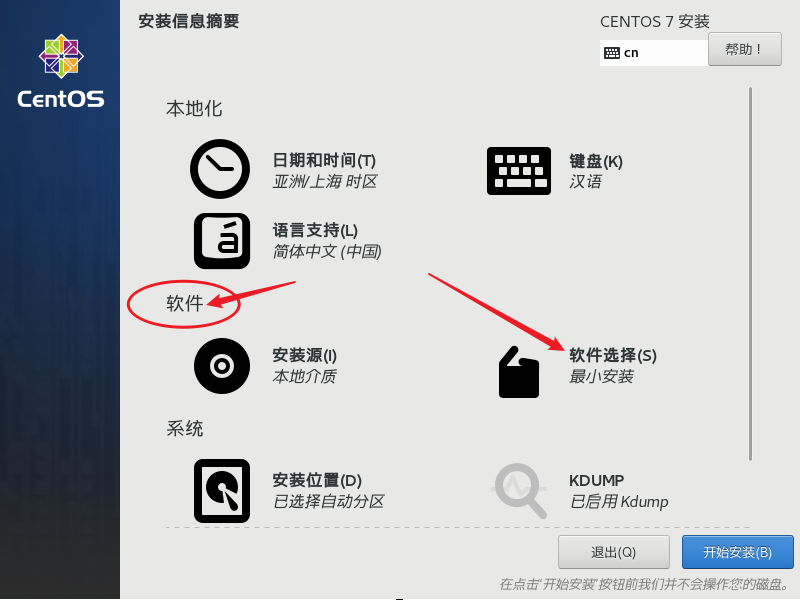 CentOS
安装信息摘要
CENTOS 7 安装
cn
帮助！
本地化
日期和时间(T)
亚洲/上海 时区
键盘(K)
汉语
语言支持(L)
简体中文 (中国)
软件
安装源(I)
本地介质
软件选择(S)
最小安装
系统
安装位置(D)
已选择自动分区
KDUMP
已启用 Kdump
退出(Q)
开始安装(B)
在点击‘开始安装’按钮前我们并不会操作您的磁盘。